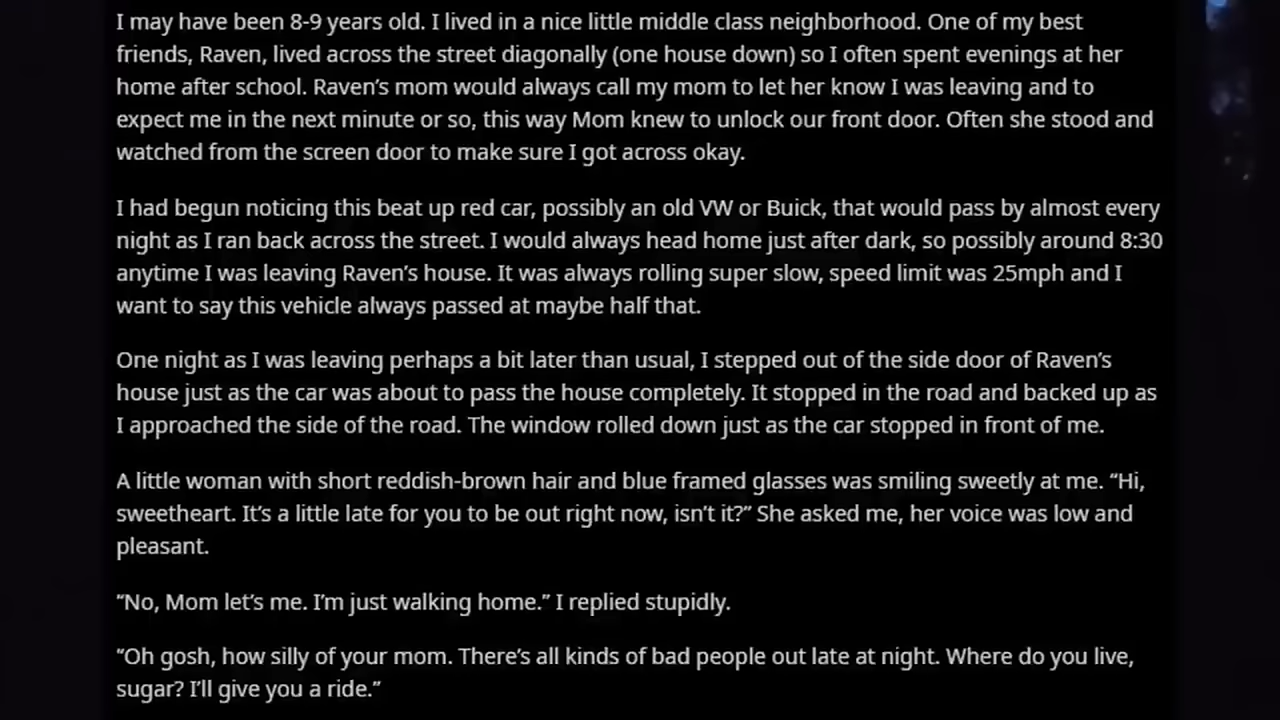 I may have been 8-9 years old. I lived in a nice little middle class neighborhood. One of my best
friends, Raven, lived across the street diagonally (one house down) so I often spent evenings at her
home after school. Raven’s mom would always call my mom to let her know I was leaving and to
expect me in the next minute or so, this way Mom knew to unlock our front door. Often she stood and
watched from the screen door to make sure I got across okay.
I had begun noticing this beat up red car, possibly an old VW or Buick, that would pass by almost every
night as I ran back across the street. I would always head home just after dark, so possibly around 8:30
anytime I was leaving Raven’s house. It was always rolling super slow, speed limit was 25mph and I
want to say this vehicle always passed at maybe half that.
One night as I was leaving perhaps a bit later than usual, I stepped out of the side door of Raven’s
house just as the car was about to pass the house completely. It stopped in the road and backed up as
I approached the side of the road. The window rolled down just as the car stopped in front of me.
A little woman with short reddish-brown hair and blue framed glasses was smiling sweetly at me. “Hi,
sweetheart. It’s a little late for you to be out right now, isn’t it?” She asked me, her voice was low and
pleasant.
“No, Mom let’s me. I’m just walking home.” I replied stupidly.
“Oh gosh, how silly of your mom. There’s all kinds of bad people out late at night. Where do you live,
sugar? I’ll give you a ride.”